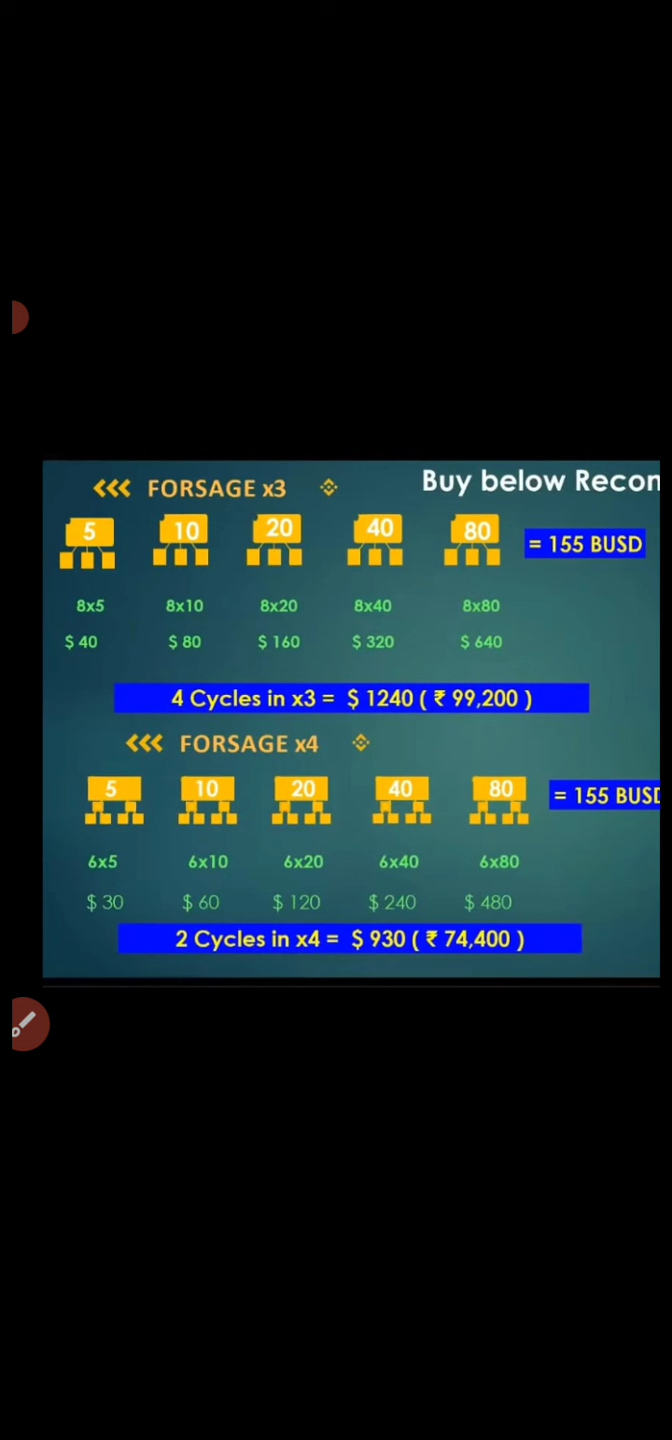 <<< FORSAGE x3
Buy below Recon
5 10 20 40 80 = 155 BUSD
8x5 8x10 8x20 8x40 8x80
$ 40 $ 80 $ 160 $ 320 $ 640
4 Cycles in x3 = $ 1240 ( ₹ 99,200 )
<<< FORSAGE x4
5 10 20 40 80 = 155 BUSD
6x5 6x10 6x20 6x40 6x80
$ 30 $ 60 $ 120 $ 240 $ 480
2 Cycles in x4 = $ 930 ( ₹ 74,400 )